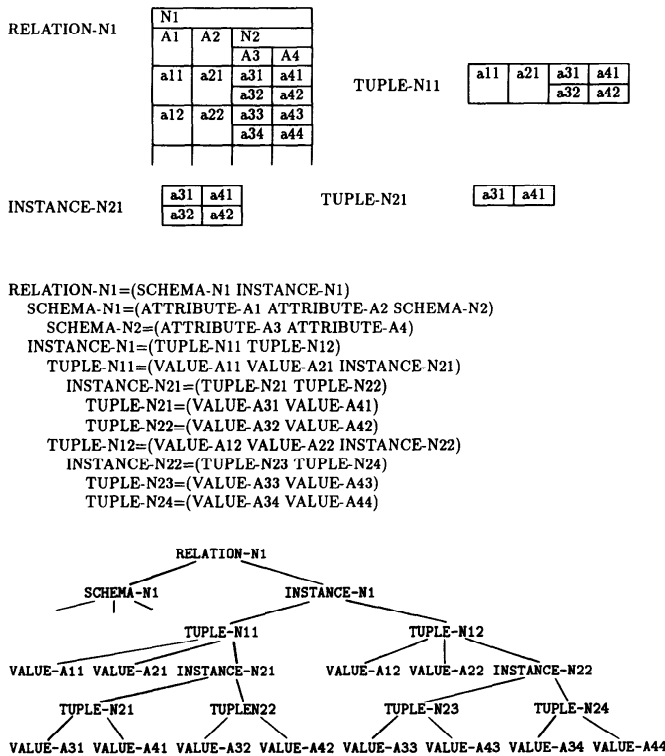 RELATION-N1
N1
A1 A2 N2
A3 A4
a11 a21 a31 a41
a32 a42
a12 a22 a33 a43
a34 a44
TUPLE-N11
a11 a21 a31 a41
a32 a42
INSTANCE-N21
a31 a41
a32 a42
TUPLE-N21
a31 a41
RELATION-N1=(SCHEMA-N1 INSTANCE-N1)
SCHEMA-N1=(ATTRIBUTE-A1 ATTRIBUTE-A2 SCHEMA-N2)
SCHEMA-N2=(ATTRIBUTE-A3 ATTRIBUTE-A4)
INSTANCE-N1=(TUPLE-N11 TUPLE-N12)
TUPLE-N11=(VALUE-A11 VALUE-A21 INSTANCE-N21)
INSTANCE-N21=(TUPLE-N21 TUPLE-N22)
TUPLE-N21=(VALUE-A31 VALUE-A41)
TUPLE-N22=(VALUE-A32 VALUE-A42)
TUPLE-N12=(VALUE-A12 VALUE-A22 INSTANCE-N22)
INSTANCE-N22=(TUPLE-N23 TUPLE-N24)
TUPLE-N23=(VALUE-A33 VALUE-A43)
TUPLE-N24=(VALUE-A34 VALUE-A44)
RELATION-N1
SCHEMA-N1 INSTANCE-N1
TUPLE-N11 TUPLE-N12
VALUE-A11 VALUE-A21 INSTANCE-N21 VALUE-A12 VALUE-A22 INSTANCE-N22
TUPLE-N21 TUPLEN22 TUPLE-N23 TUPLE-N24
VALUE-A31 VALUE-A41 VALUE-A32 VALUE-A42 VALUE-A33 VALUE-A43 VALUE-A34 VALUE-A44